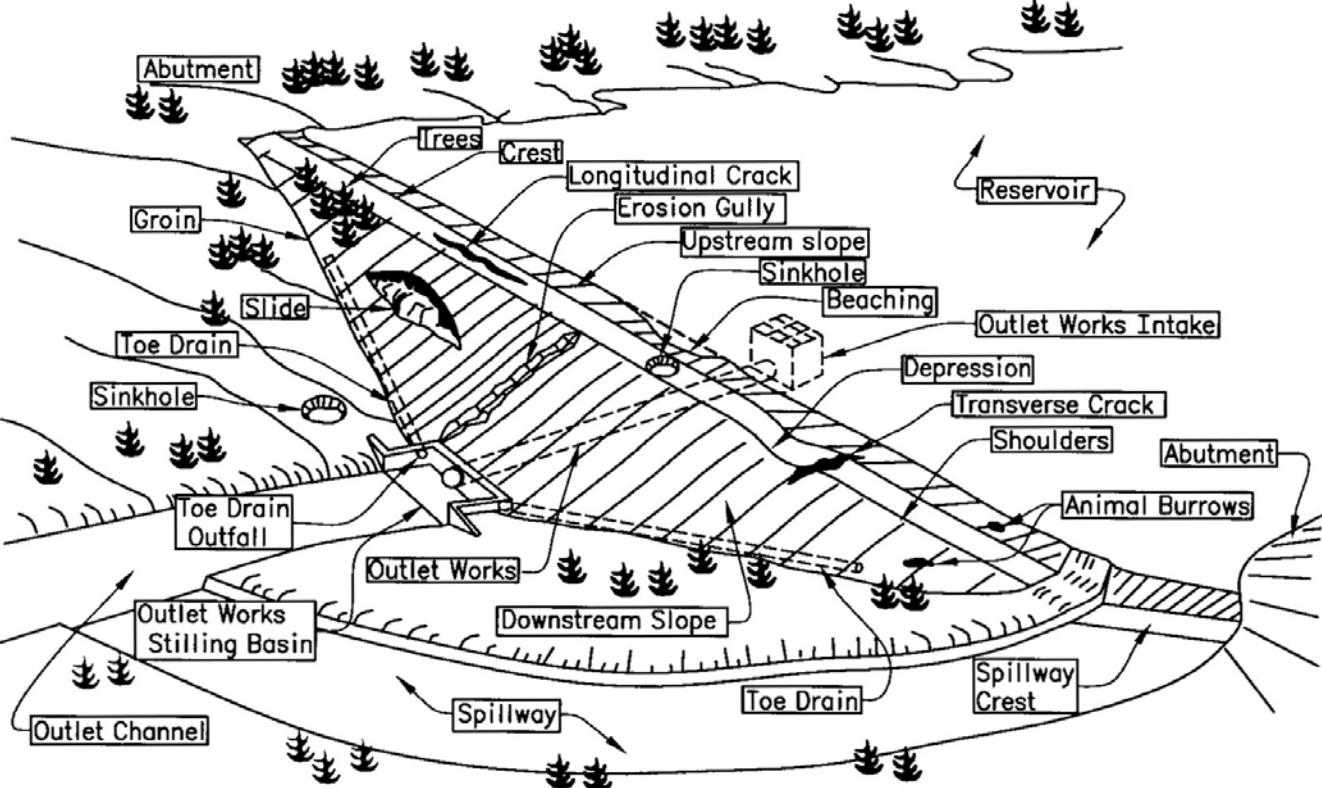 Abutment
Trees
Crest
Longitudinal Crack
Erosion Gully
Reservoir
Groin
Upstream slope
Sinkhole
Beaching
Slide
Outlet Works Intake
Toe Drain
Depression
Sinkhole
Transverse Crack
Shoulders
Abutment
Toe Drain
Outfall
Animal Burrows
Outlet Works
Outlet Works
Stilling Basin
Downstream Slope
Spillway
Crest
Toe Drain
Spillway
Outlet Channel